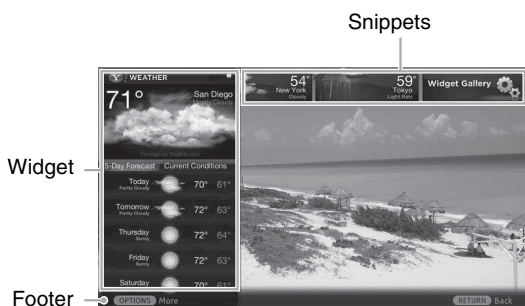 Snippets
WEATHER
71°
San Diego
Mostly Cloudy
54°
New York
Cloudy
59°
Tokyo
Light Rain
Widget Gallery
Widget
5-Day Forecast Current Conditions
Today
Partly Cloudy
70° 61°
Tomorrow
Partly Cloudy
72° 63°
Thursday
Sunny
72° 64°
Friday
Sunny
72° 63°
Saturday
70° 61°
Footer
OPTIONS More
RETURN Back